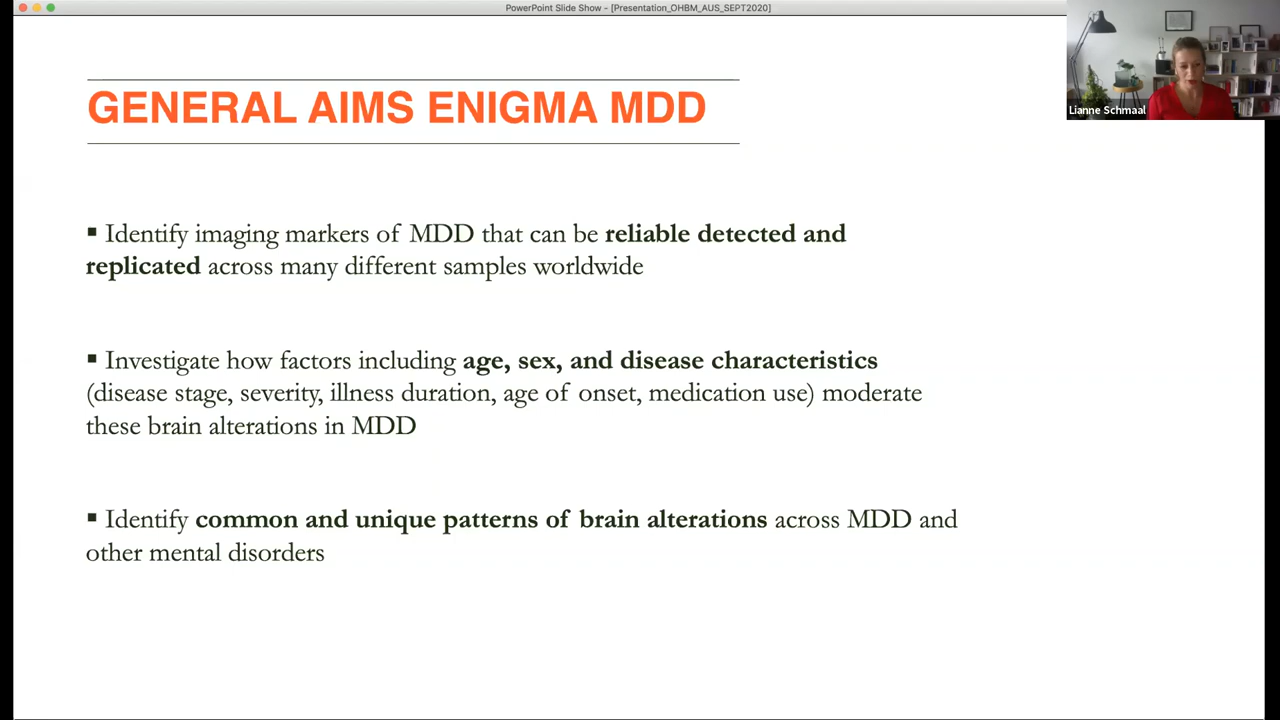 PowerPoint Slide Show - [Presentation_OHBM_AUS_SEPT2020]
Lianne Schmaal
GENERAL AIMS ENIGMA MDD
▪ Identify imaging markers of MDD that can be reliable detected and
replicated across many different samples worldwide
▪ Investigate how factors including age, sex, and disease characteristics
(disease stage, severity, illness duration, age of onset, medication use) moderate
these brain alterations in MDD
▪ Identify common and unique patterns of brain alterations across MDD and
other mental disorders